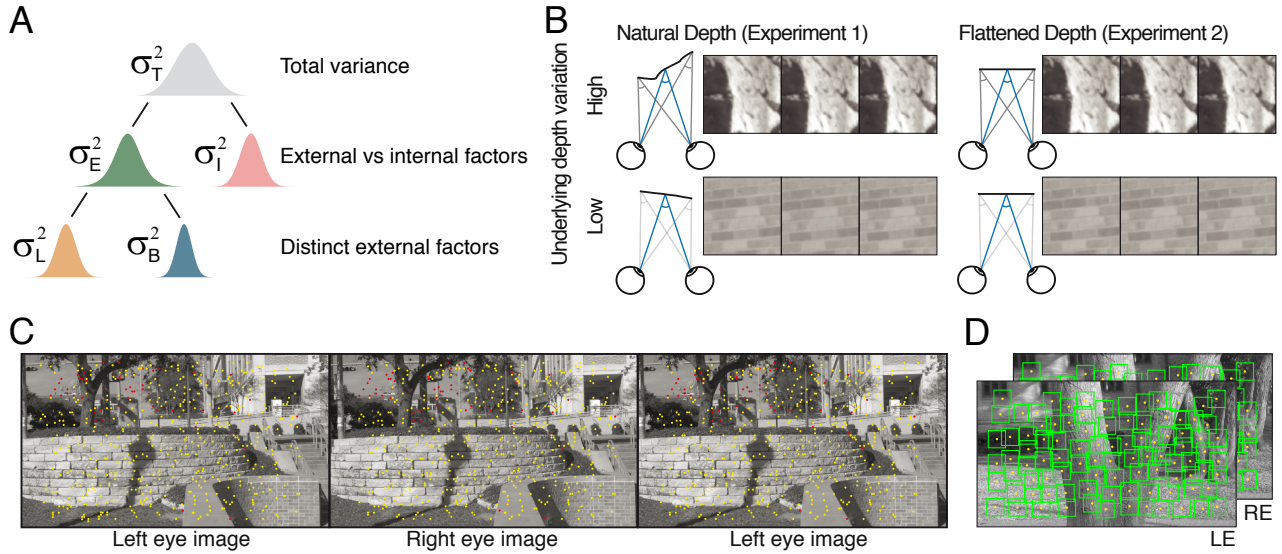 A
σ²T
Total variance
σ²E
σ²I
External vs internal factors
σ²L
σ²B
Distinct external factors
B
Natural Depth (Experiment 1)
Flattened Depth (Experiment 2)
Underlying depth variation
High
Low
C
Left eye image
Right eye image
Left eye image
D
RE
LE